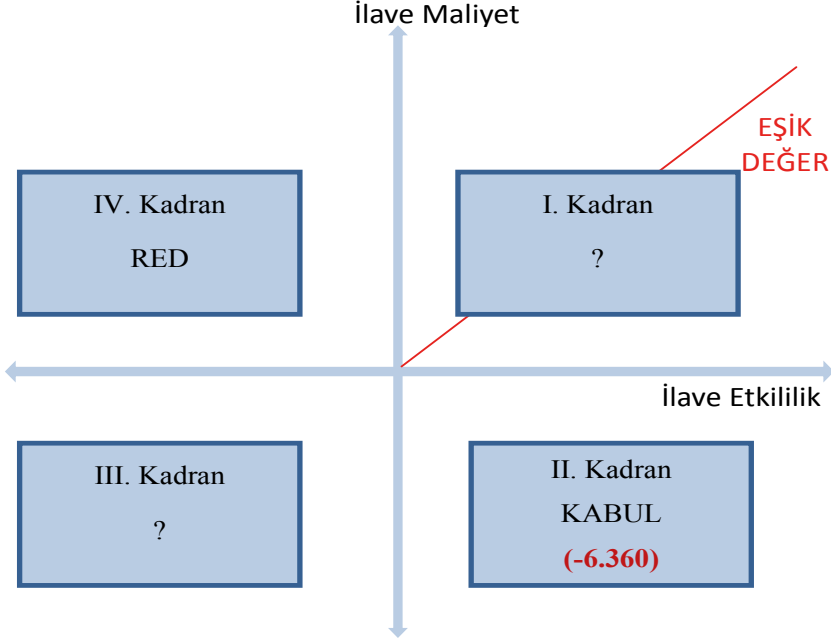 İlave Maliyet
EŞİK
DEĞER
IV. Kadran
RED
I. Kadran
?
İlave Etkililik
III. Kadran
?
II. Kadran
KABUL
(-6.360)